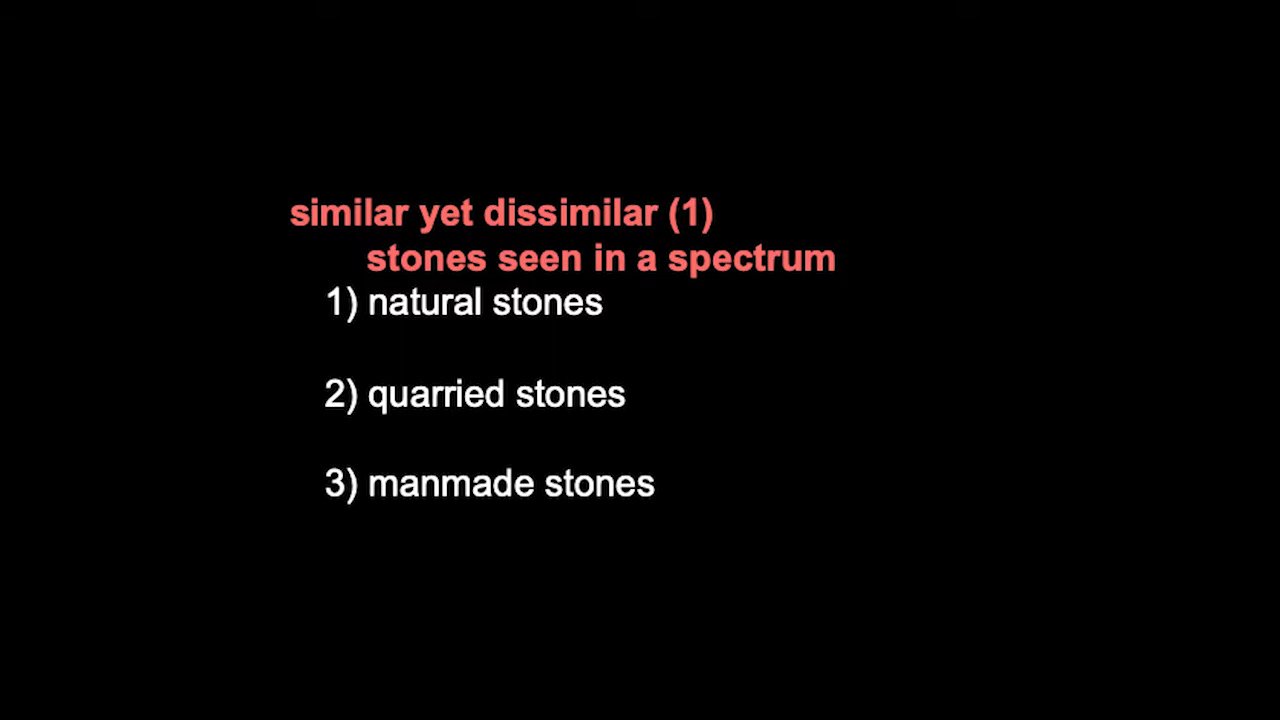 similar yet dissimilar (1)
stones seen in a spectrum
1) natural stones
2) quarried stones
3) manmade stones